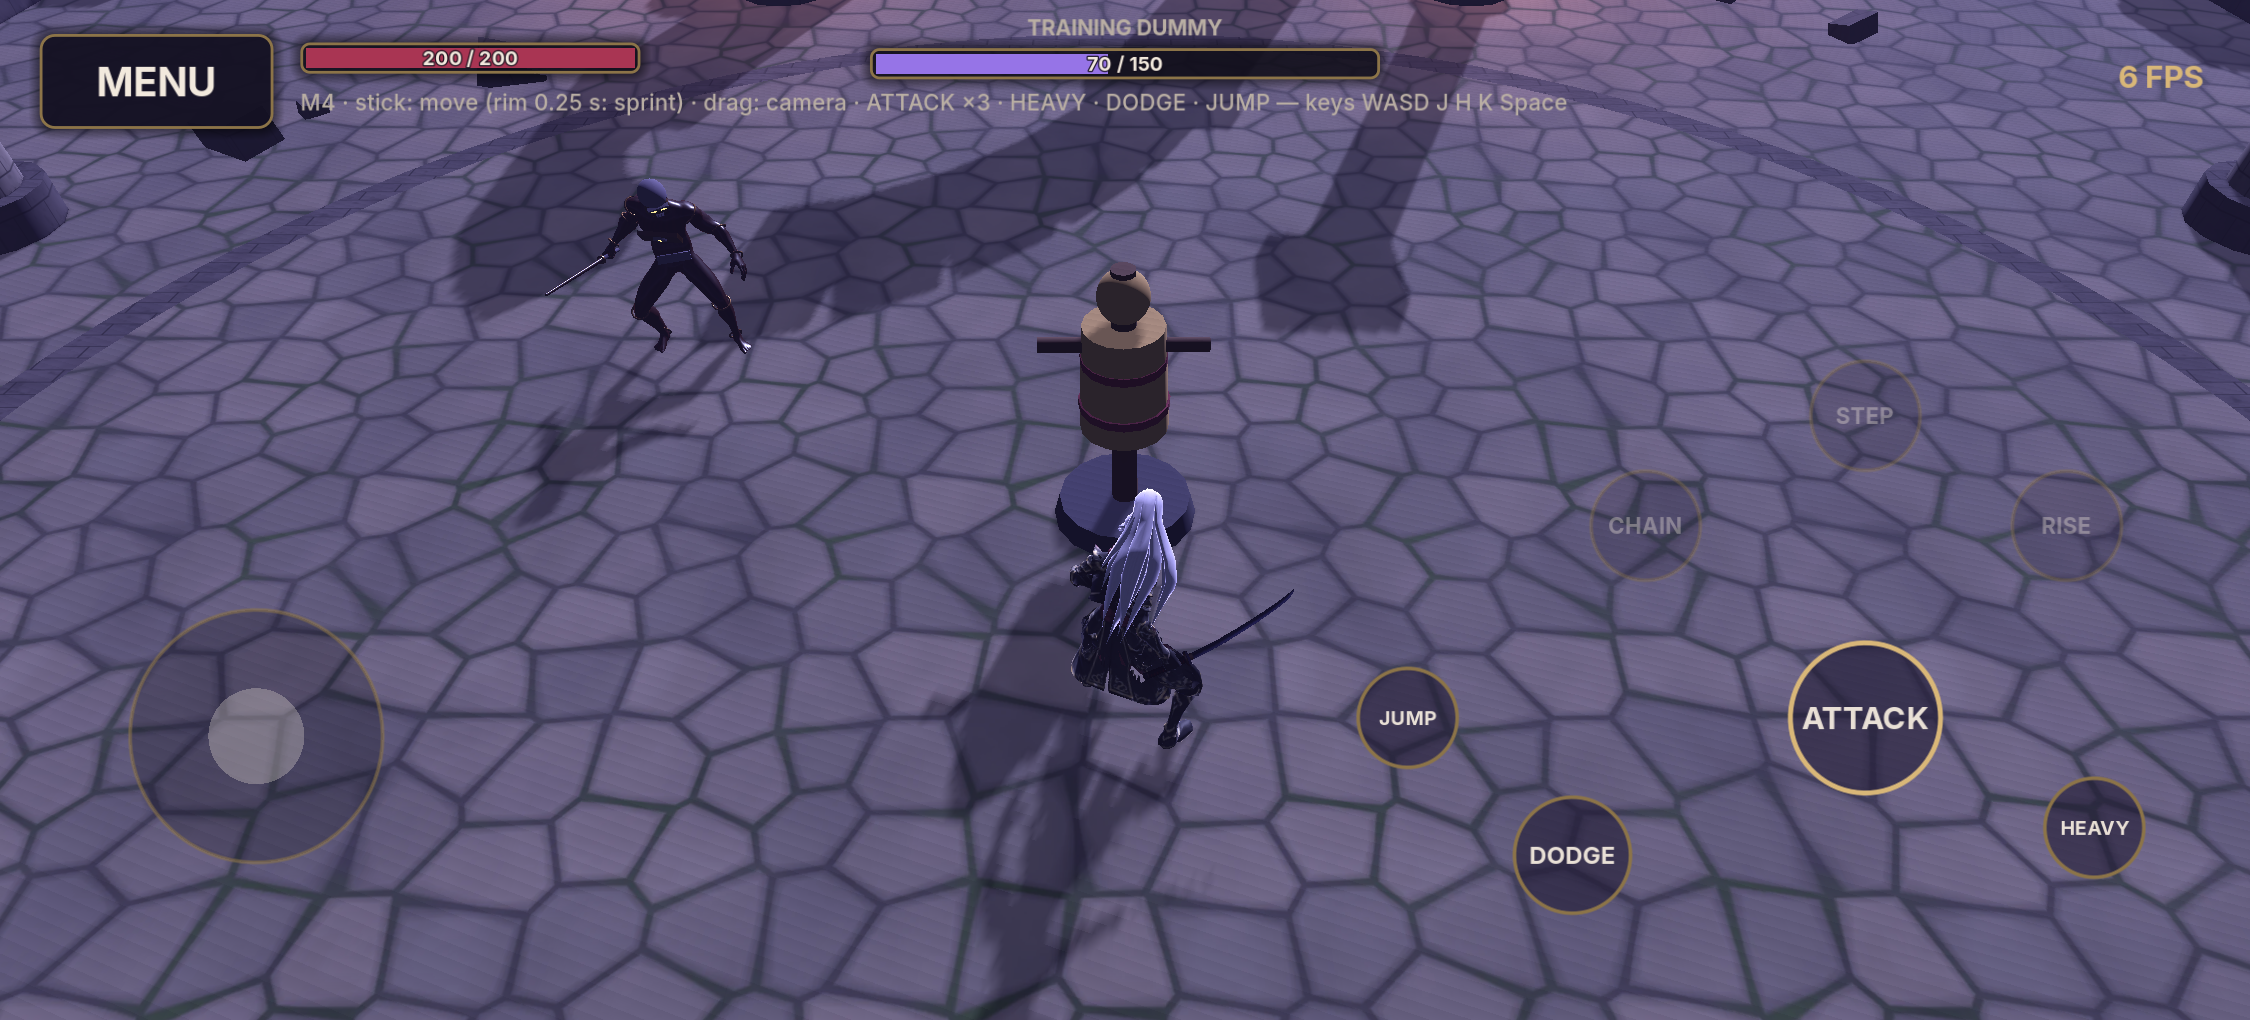 TRAINING DUMMY
MENU
200 / 200
70 / 150
6 FPS
M4 · stick: move (rim 0.25 s: sprint) · drag: camera · ATTACK ×3 · HEAVY · DODGE · JUMP — keys WASD J H K Space
STEP
CHAIN
RISE
JUMP
ATTACK
DODGE
HEAVY